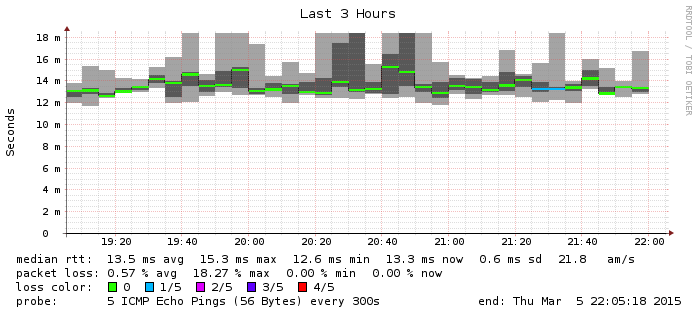 Last 3 Hours
RRDTOOL / TOBI OETIKER
Seconds
18 m
16 m
14 m
12 m
10 m
8 m
6 m
4 m
2 m
0
19:20 19:40 20:00 20:20 20:40 21:00 21:20 21:40 22:00
median rtt: 13.5 ms avg 15.3 ms max 12.6 ms min 13.3 ms now 0.6 ms sd 21.8 am/s
packet loss: 0.57 % avg 18.27 % max 0.00 % min 0.00 % now
loss color: 0 1/5 2/5 3/5 4/5
probe: 5 ICMP Echo Pings (56 Bytes) every 300s end: Thu Mar 5 22:05:18 2015